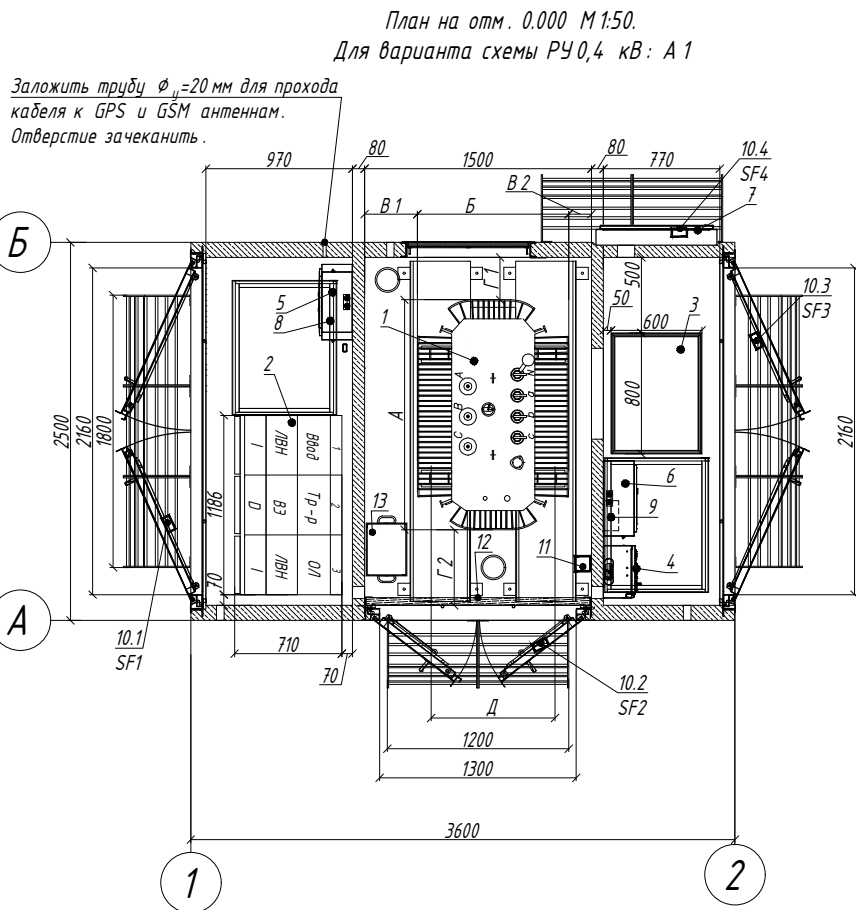 План на отм. 0.000 М 1:50.
Для варианта схемы РУ 0,4 кВ: А 1
Заложить трубу Φу=20 мм для прохода
кабеля к GPS и GSM антеннам.
Отверстие зачеканить.
970
80
1500
80
770
10.4
SF4
7
В 1
Б
В 2
Б
Г1
500
50
600
3
10.3
SF3
5
8
1
2
А
800
2500
2160
1800
1186
70
2160
A
B
C
N
a
b
c
1
Ввод
ЛВН
I
2
Тр-р
ВЗ
D
3
ОЛ
ЛВН
I
6
9
4
13
12
11
Г 2
А
10.1
SF1
710
70
10.2
SF2
Д
1200
1300
3600
1
2